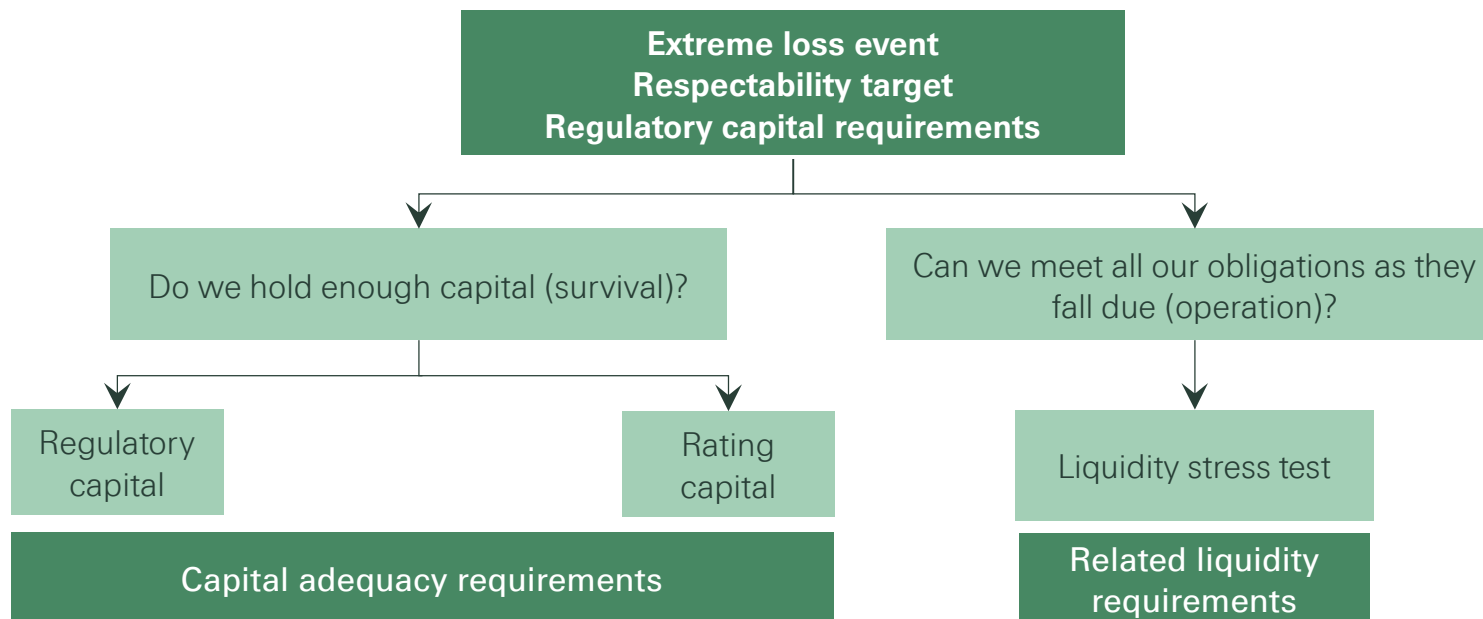 Extreme loss event
Respectability target
Regulatory capital requirements
Do we hold enough capital (survival)?
Can we meet all our obligations as they
fall due (operation)?
Regulatory
capital
Rating
capital
Liquidity stress test
Capital adequacy requirements
Related liquidity
requirements